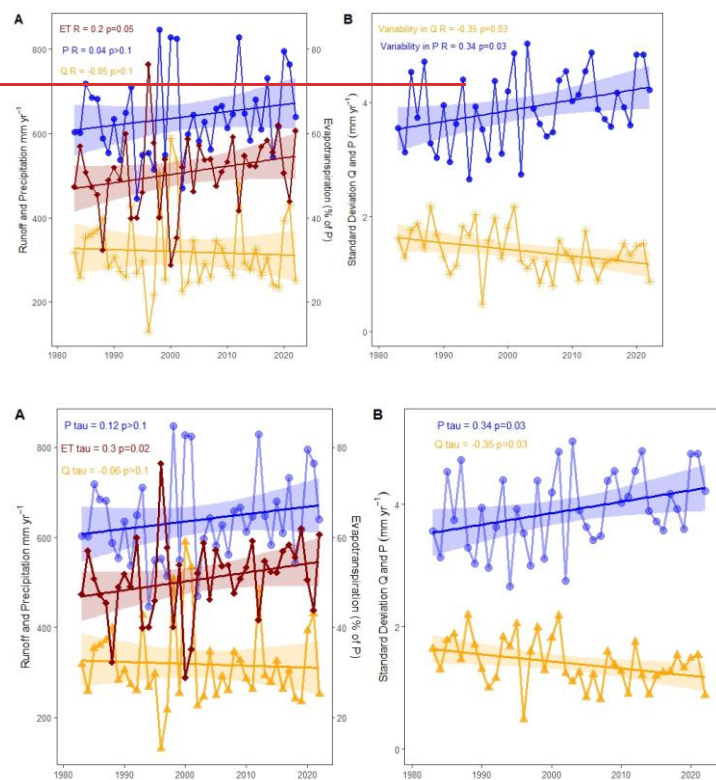 A
ET R = 0.2 p=0.05
P R = 0.04 p>0.1
Q R = -0.05 p>0.1
800
600
400
200
80
60
40
20
Runoff and Precipitation mm yr⁻¹
Evapotranspiration (% of P)
1980 1990 2000 2010 2020
B
Variability in Q R = -0.35 p=0.03
Variability in P R = 0.34 p=0.03
4
2
0
Standard Deviation Q and P (mm yr⁻¹)
1980 1990 2000 2010 2020
A
P tau = 0.12 p>0.1
ET tau = 0.3 p=0.02
Q tau = -0.06 p>0.1
800
600
400
200
80
60
40
20
Runoff and Precipitation mm yr⁻¹
Evapotranspiration (% of P)
1980 1990 2000 2010 2020
B
P tau = 0.34 p=0.03
Q tau = -0.35 p=0.03
4
2
0
Standard Deviation Q and P (mm yr⁻¹)
1980 1990 2000 2010 2020